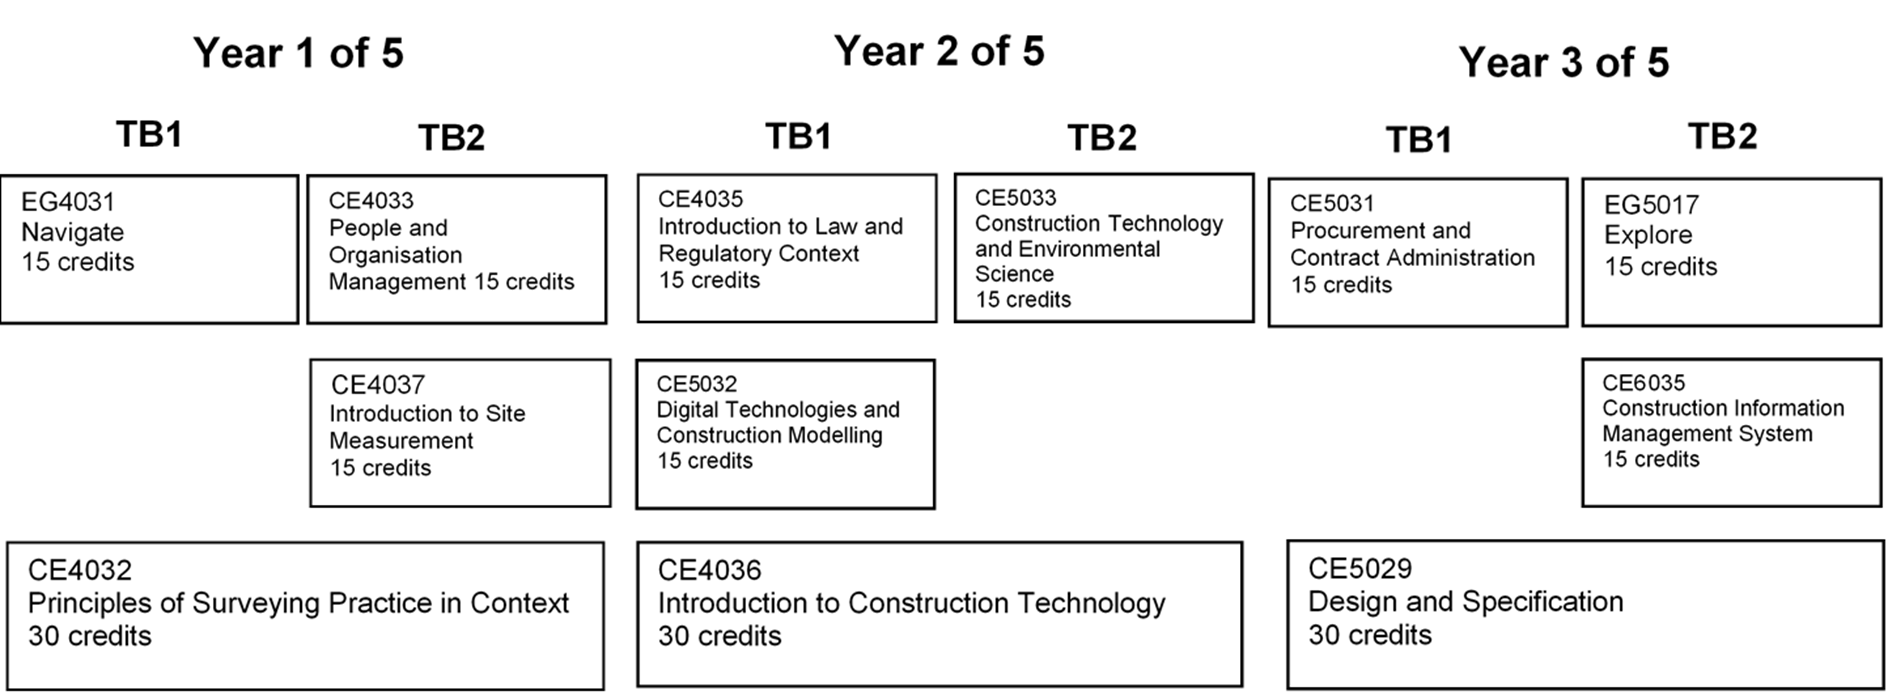 Year 1 of 5
TB1
TB2
EG4031
Navigate
15 credits
CE4033
People and
Organisation
Management 15 credits
CE4037
Introduction to Site
Measurement
15 credits
CE4032
Principles of Surveying Practice in Context
30 credits
Year 2 of 5
TB1
TB2
CE4035
Introduction to Law and
Regulatory Context
15 credits
CE5033
Construction Technology
and Environmental
Science
15 credits
CE5032
Digital Technologies and
Construction Modelling
15 credits
CE4036
Introduction to Construction Technology
30 credits
Year 3 of 5
TB1
TB2
CE5031
Procurement and
Contract Administration
15 credits
EG5017
Explore
15 credits
CE6035
Construction Information
Management System
15 credits
CE5029
Design and Specification
30 credits